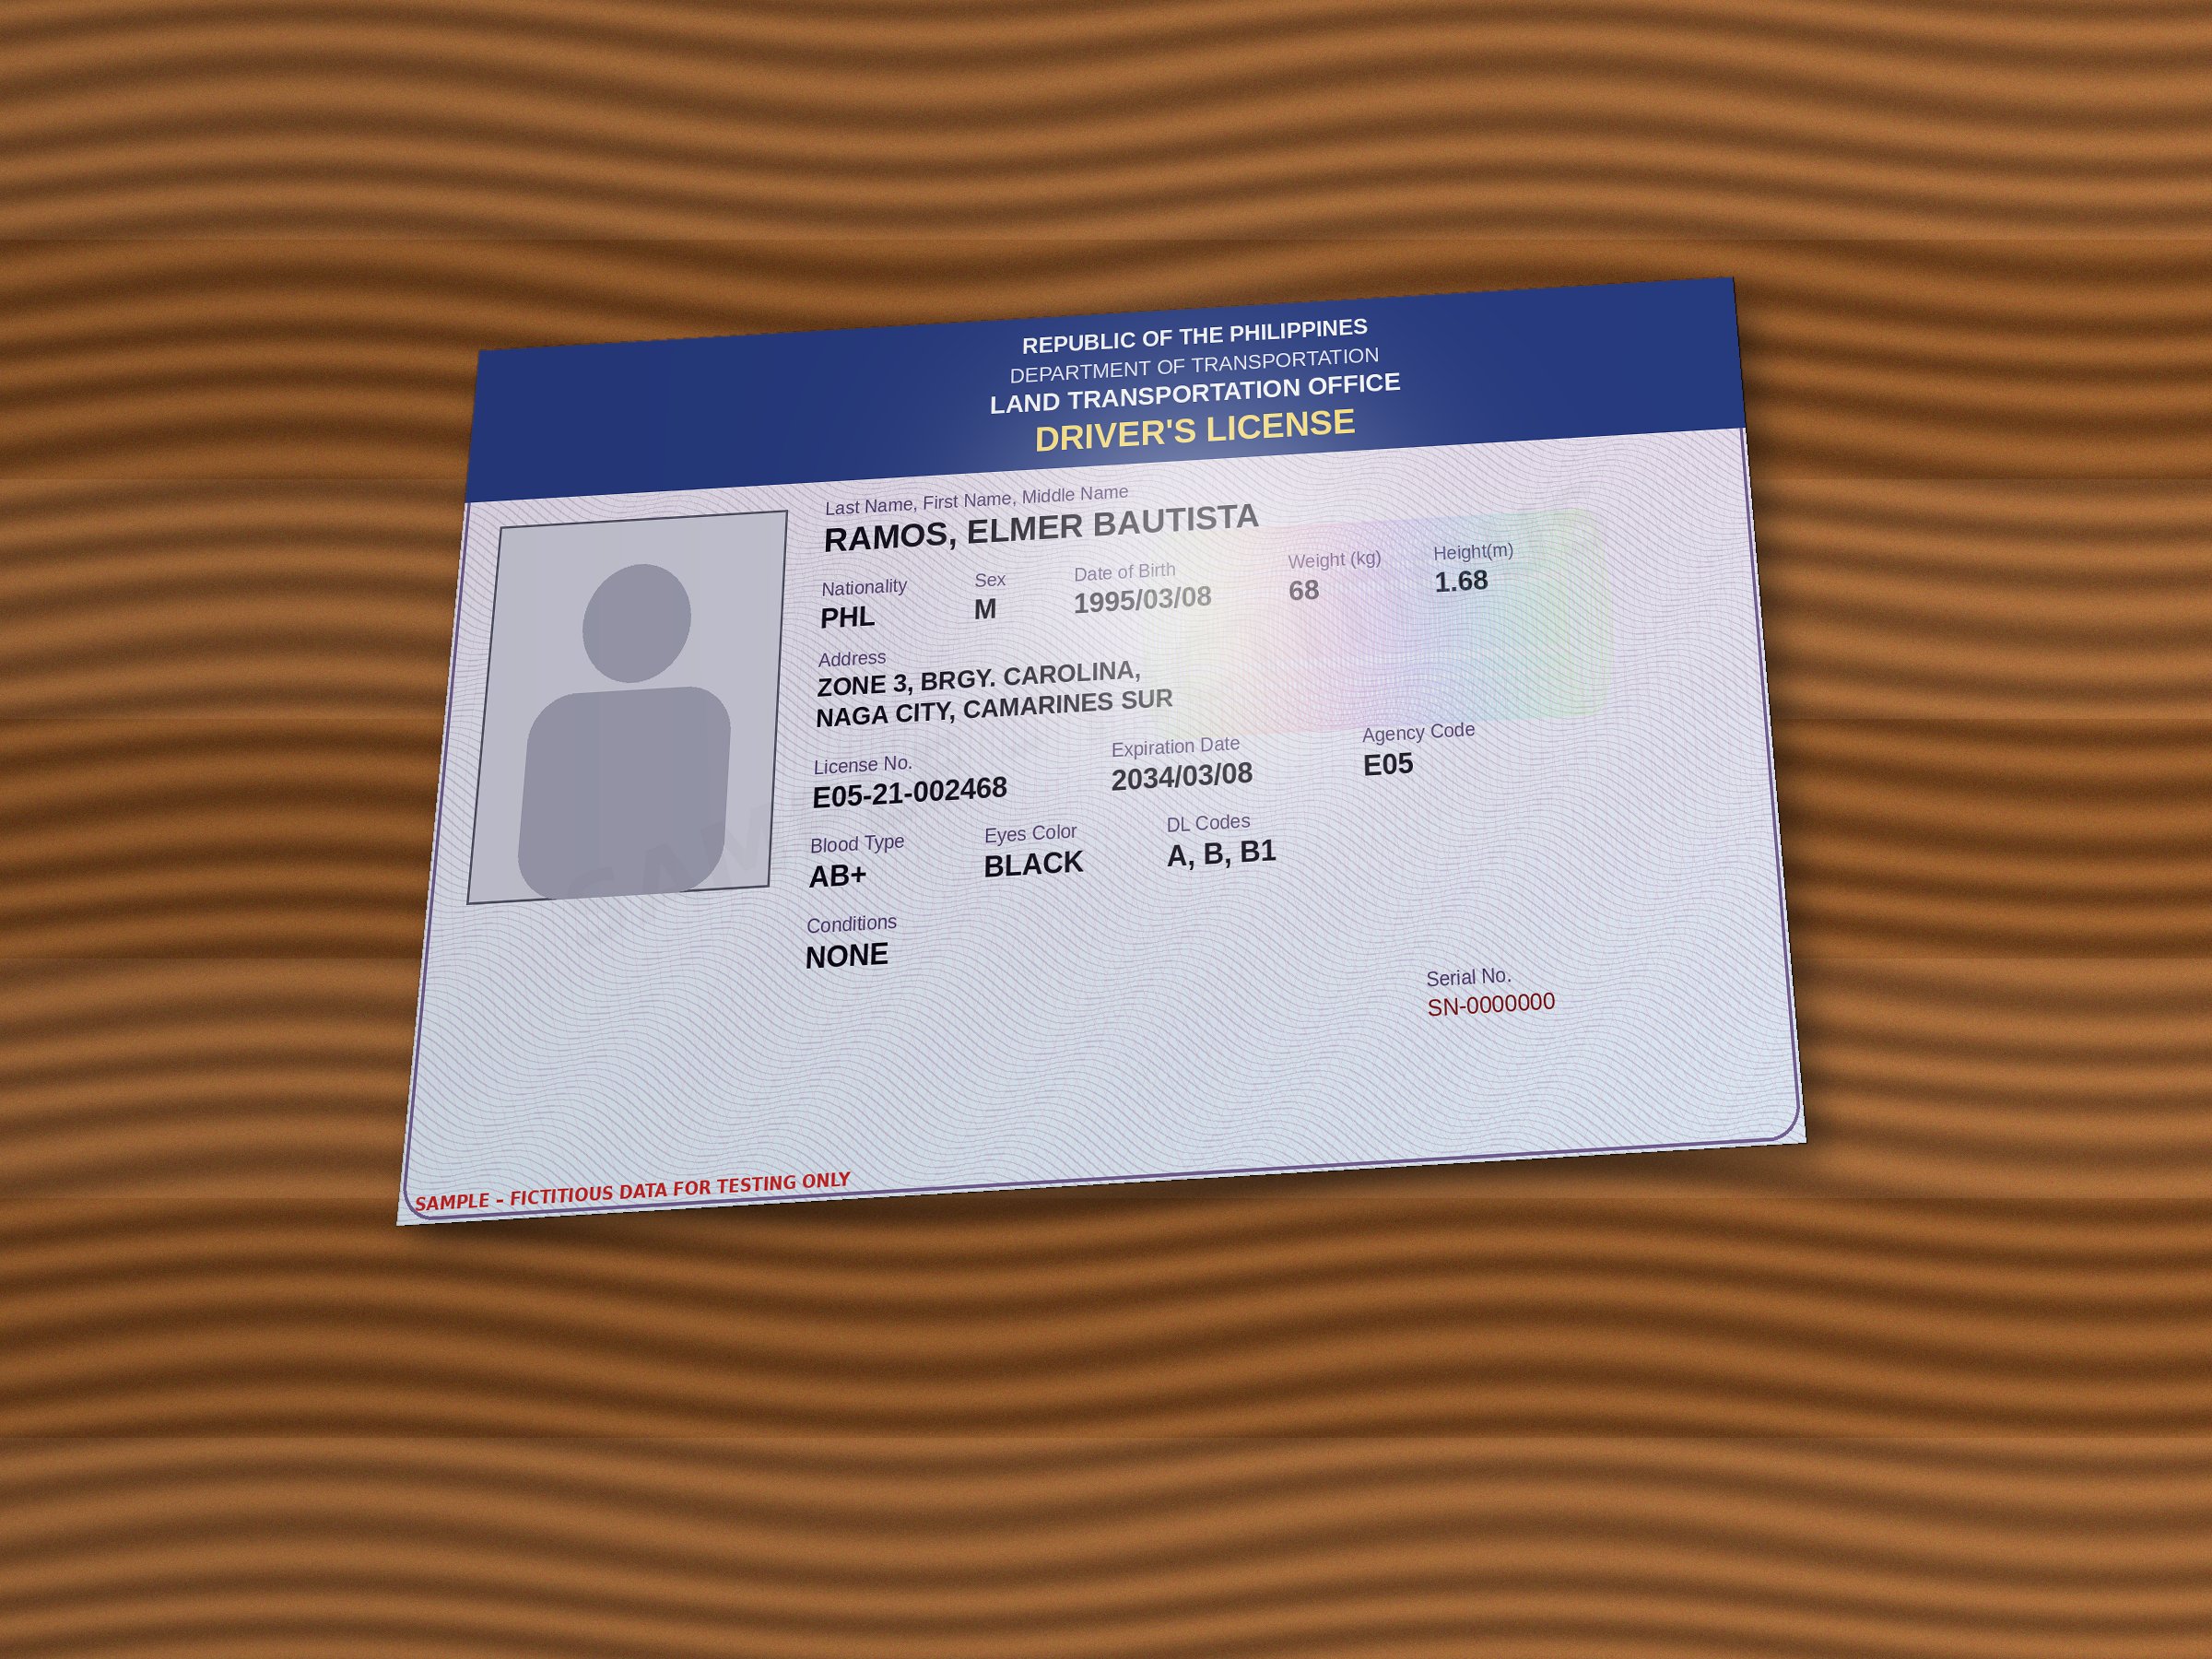 REPUBLIC OF THE PHILIPPINES
DEPARTMENT OF TRANSPORTATION
LAND TRANSPORTATION OFFICE
DRIVER'S LICENSE
Last Name, First Name, Middle Name
RAMOS, ELMER BAUTISTA
Nationality Sex Date of Birth Weight (kg) Height(m)
PHL M 1995/03/08 68 1.68
Address
ZONE 3, BRGY. CAROLINA,
NAGA CITY, CAMARINES SUR
License No. Expiration Date Agency Code
E05-21-002468 2034/03/08 E05
Blood Type Eyes Color DL Codes
AB+ BLACK A, B, B1
Conditions
NONE
Serial No.
SN-0000000
SAMPLE – FICTITIOUS DATA FOR TESTING ONLY